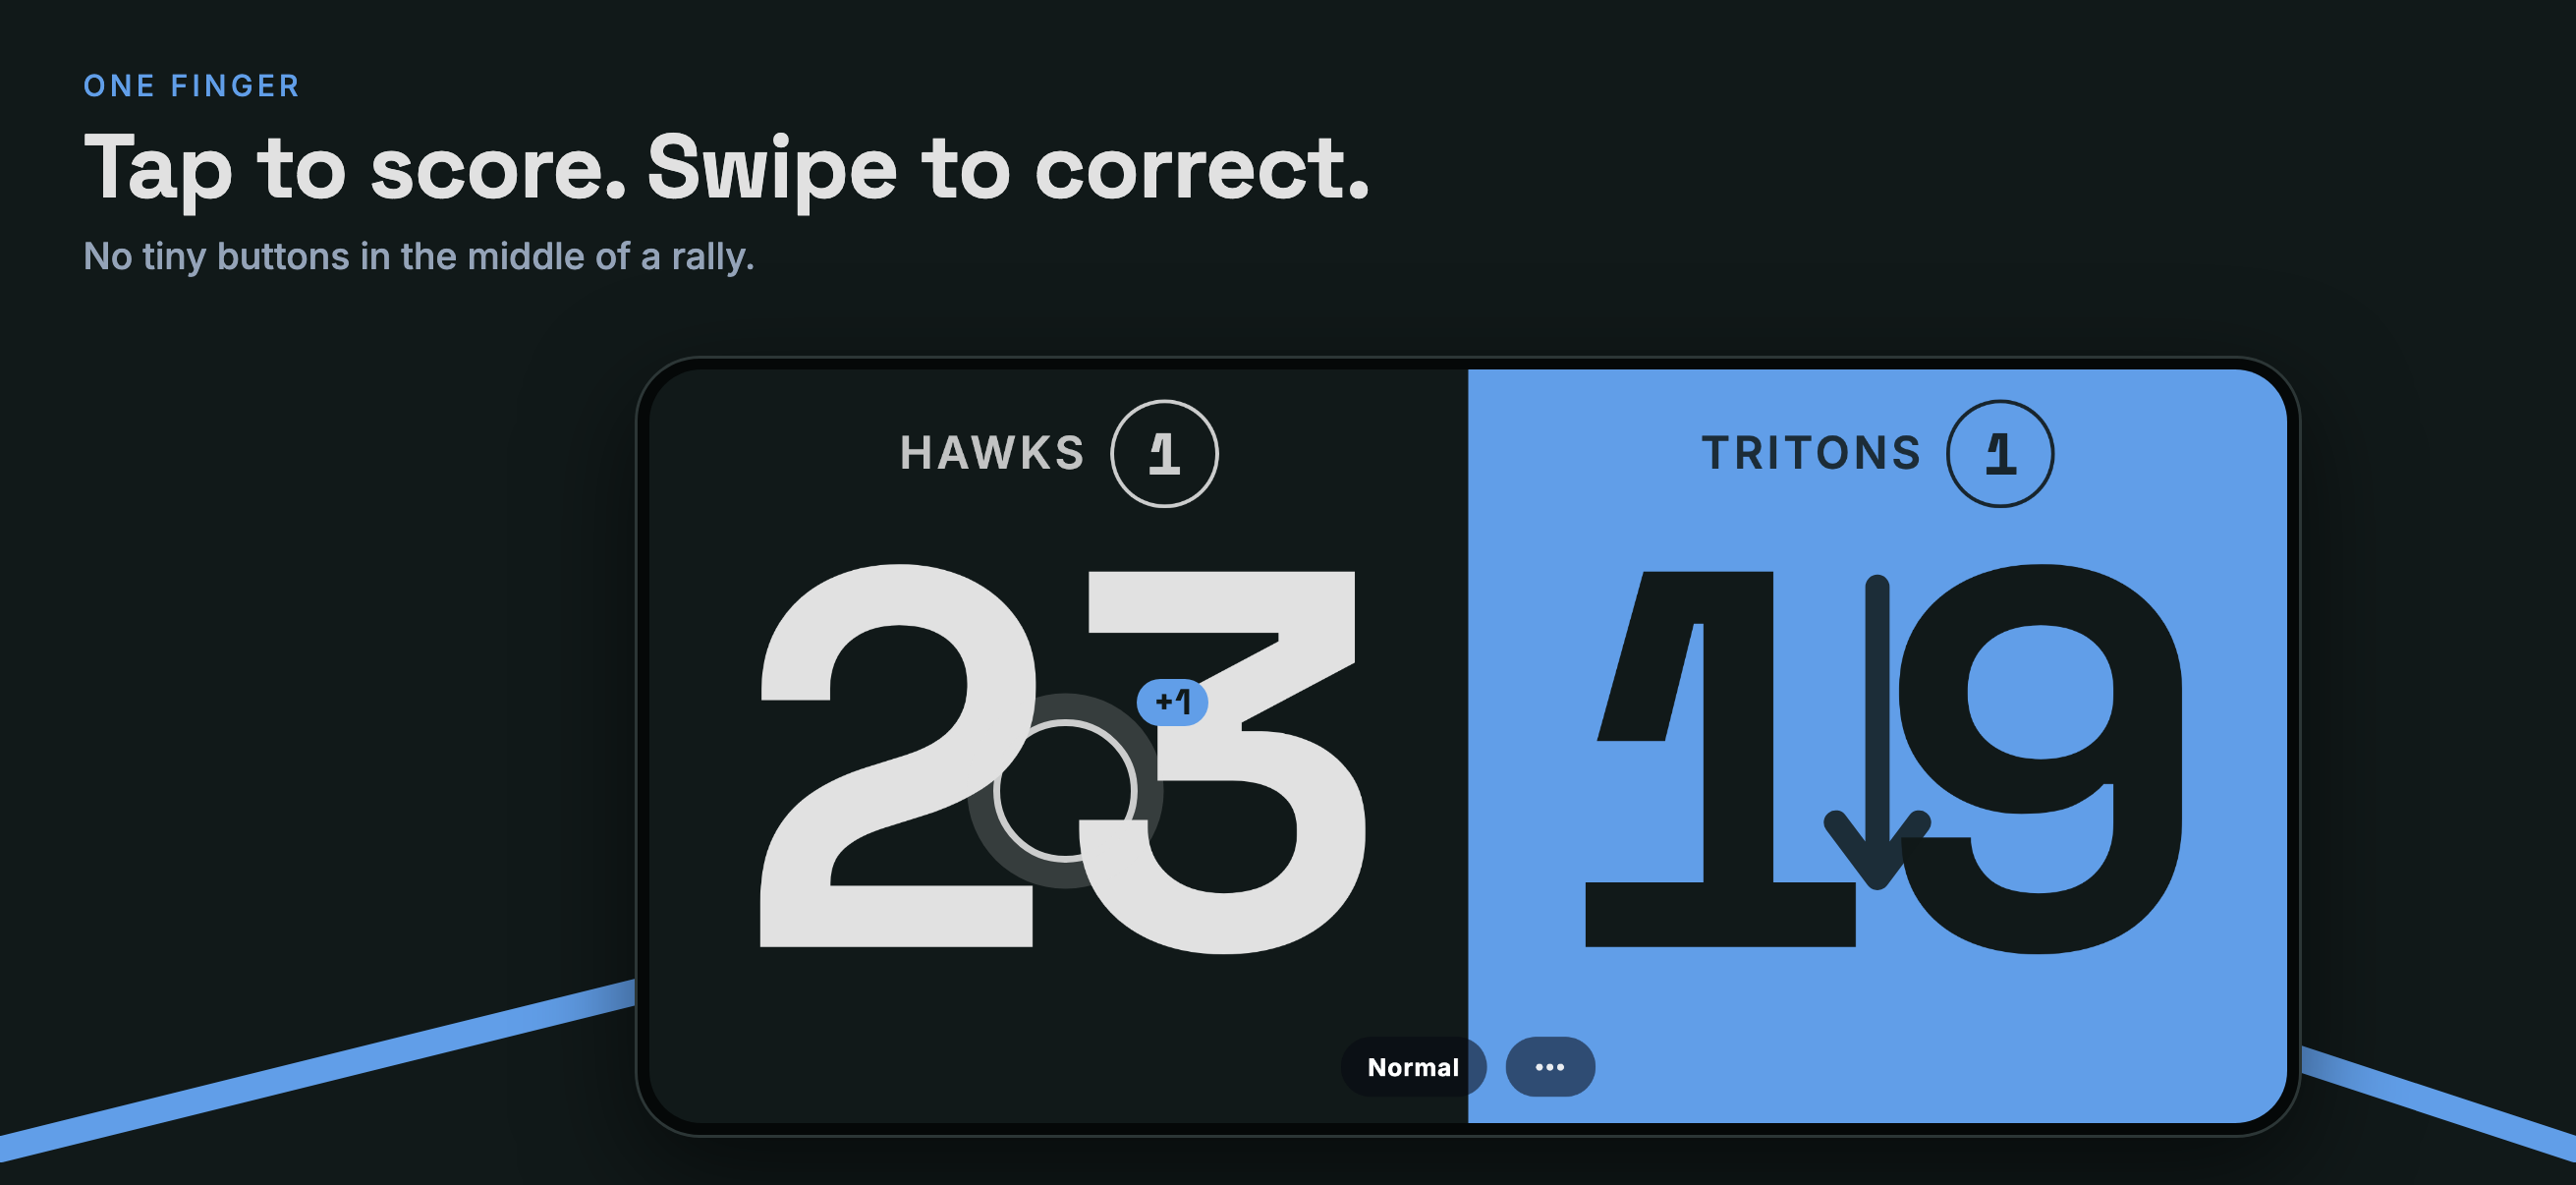 ONE FINGER
Tap to score. Swipe to correct.
No tiny buttons in the middle of a rally.
HAWKS 1
TRITONS 1
23
+1
19
Normal
•••